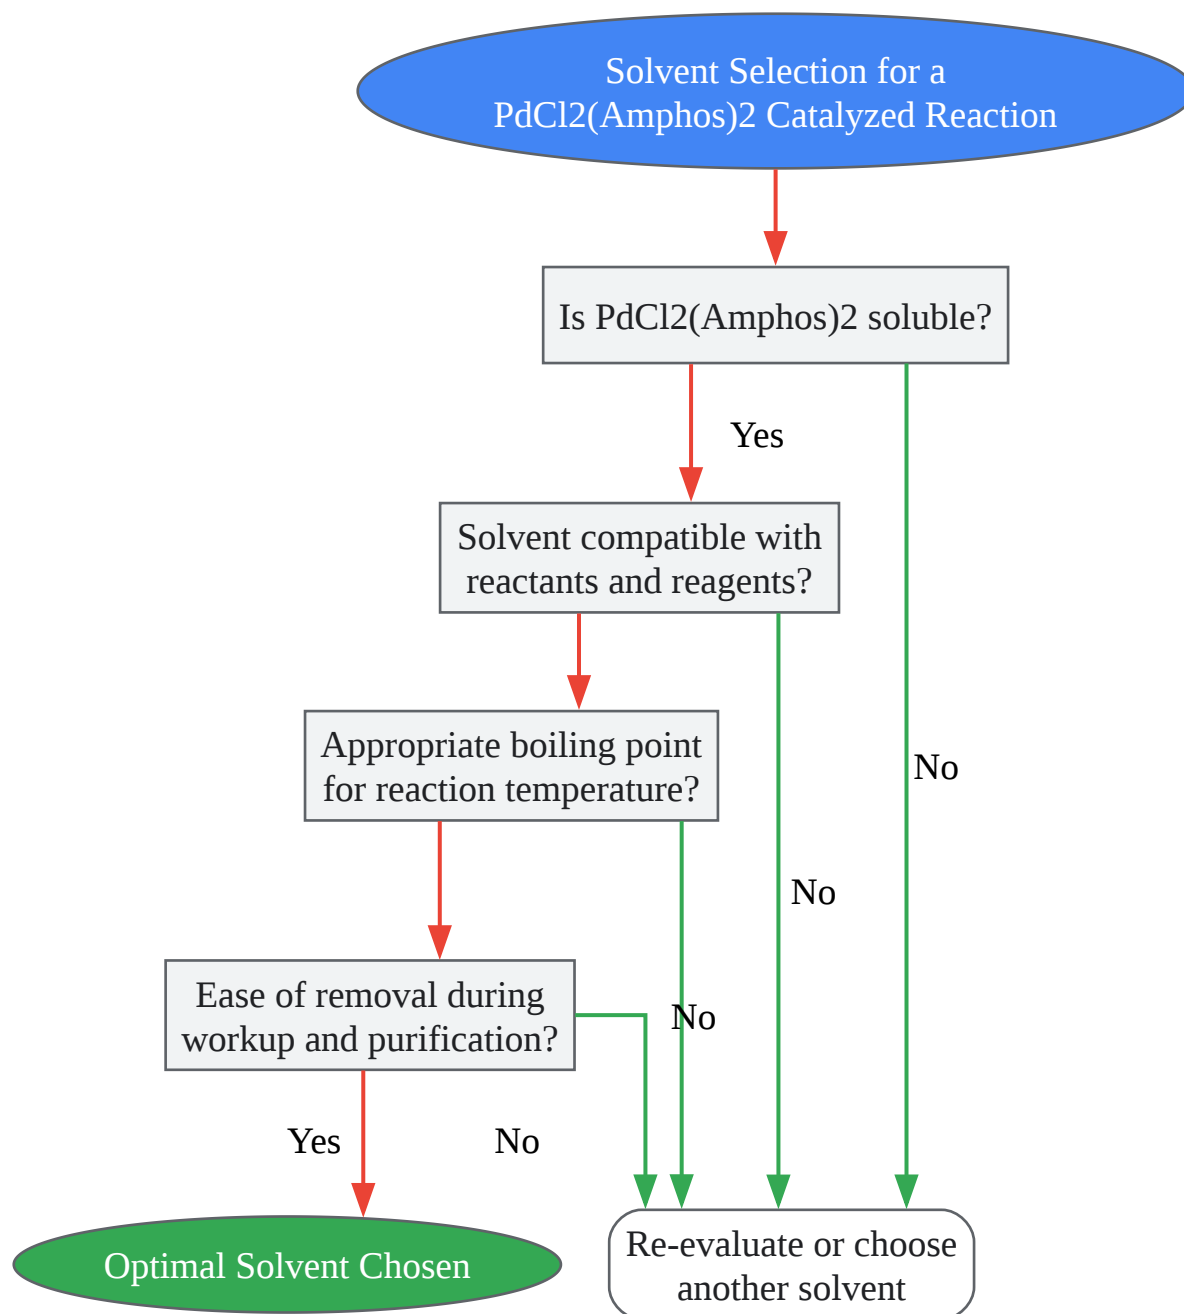 Solvent Selection for a
PdCl2(Amphos)2 Catalyzed Reaction
Is PdCl2(Amphos)2 soluble?
Yes
Solvent compatible with
reactants and reagents?
Appropriate boiling point
for reaction temperature?
No
No
Ease of removal during
workup and purification?
No
Yes
No
Optimal Solvent Chosen
Re-evaluate or choose
another solvent